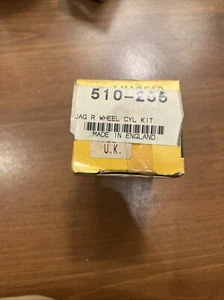 510-205
JAG R WHEEL CYL KIT
MADE IN ENGLAND
U.K.